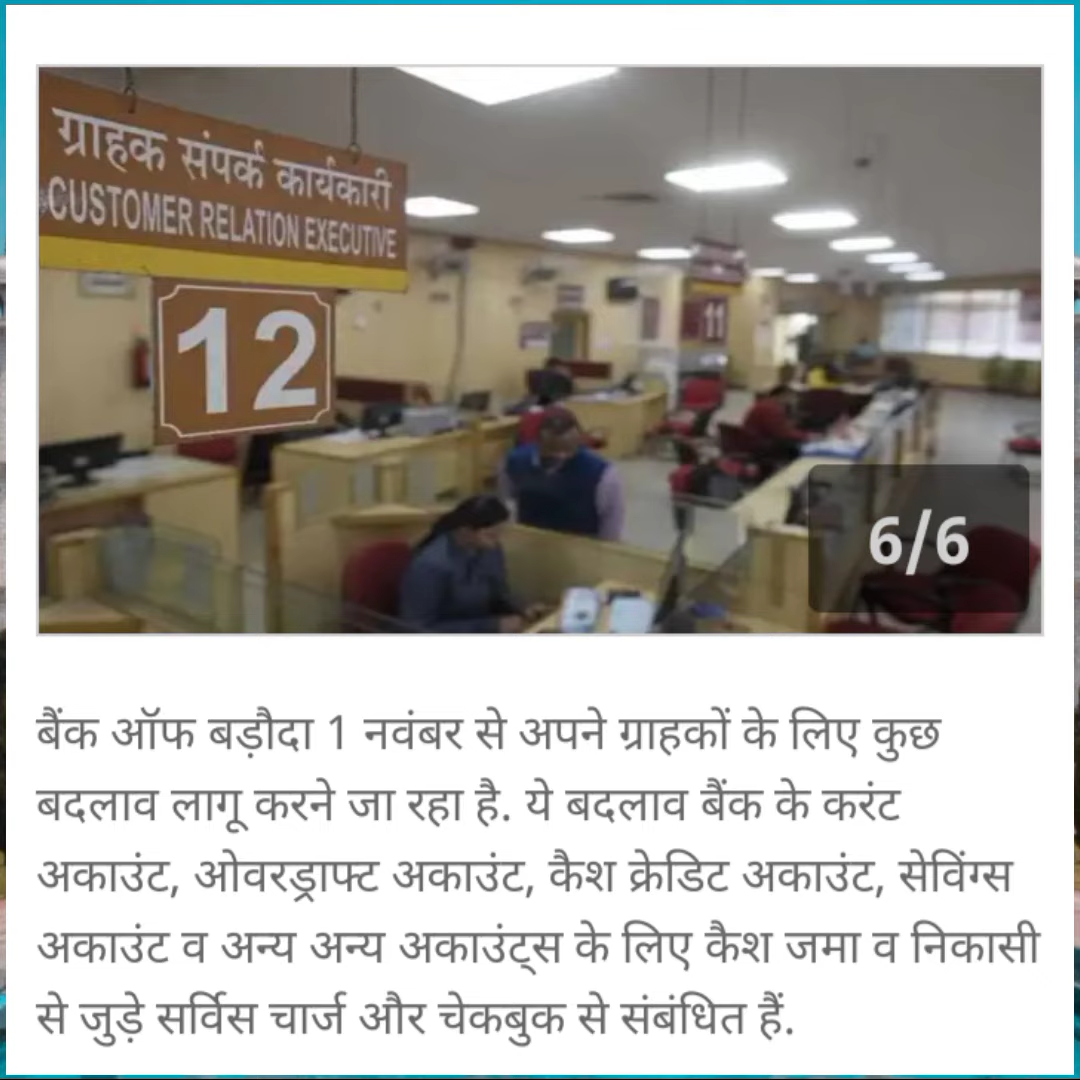 ग्राहक संपर्क कार्यकारी
CUSTOMER RELATION EXECUTIVE
12
11
6/6
बैंक ऑफ बड़ौदा 1 नवंबर से अपने ग्राहकों के लिए कुछ
बदलाव लागू करने जा रहा है. ये बदलाव बैंक के करंट
अकाउंट, ओवरड्राफ्ट अकाउंट, कैश क्रेडिट अकाउंट, सेविंग्स
अकाउंट व अन्य अन्य अकाउंट्स के लिए कैश जमा व निकासी
से जुड़े सर्विस चार्ज और चेकबुक से संबंधित हैं.